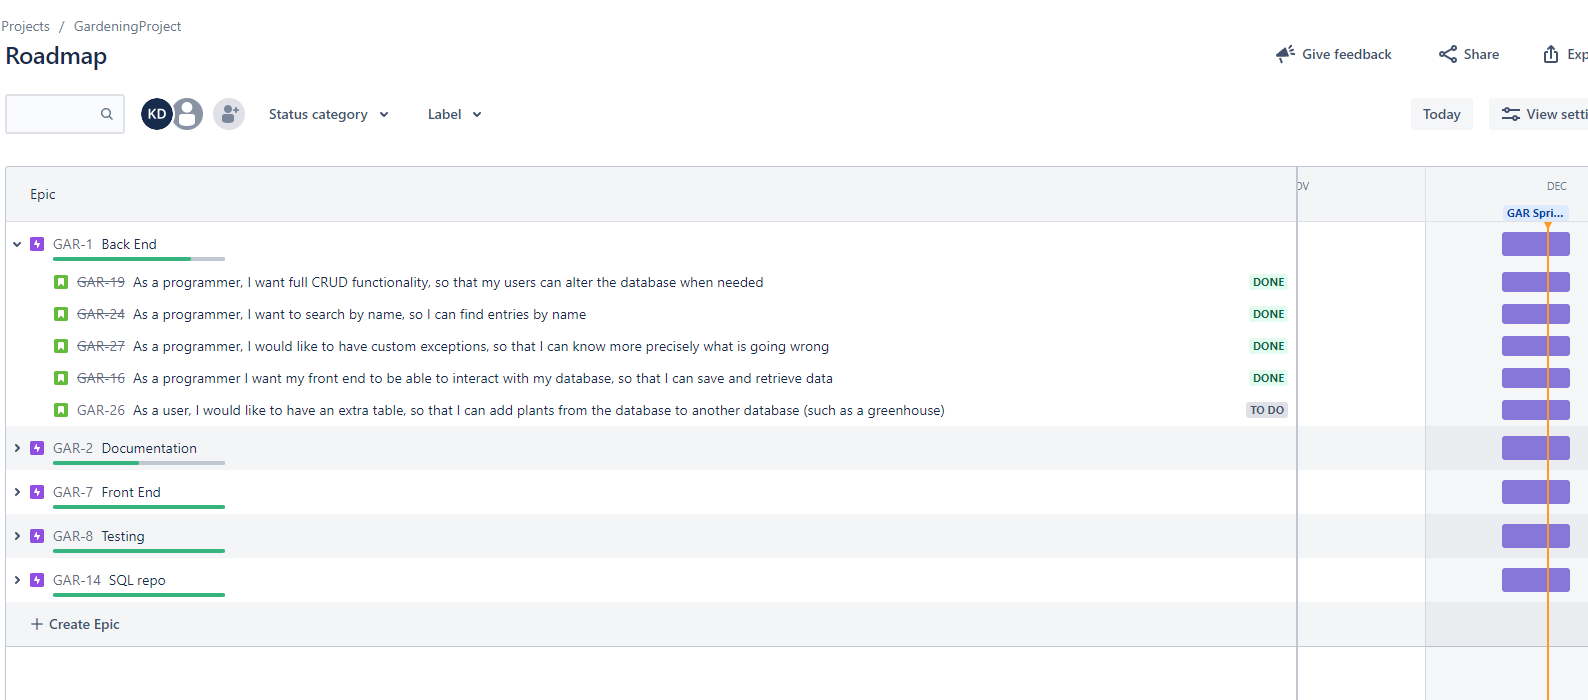 Projects / GardeningProject
Roadmap
Give feedback Share Exp
KD Status category Label Today View setti
Epic OV DEC
GAR Spri...
GAR-1 Back End
GAR-19 As a programmer, I want full CRUD functionality, so that my users can alter the database when needed DONE
GAR-24 As a programmer, I want to search by name, so I can find entries by name DONE
GAR-27 As a programmer, I would like to have custom exceptions, so that I can know more precisely what is going wrong DONE
GAR-16 As a programmer I want my front end to be able to interact with my database, so that I can save and retrieve data DONE
GAR-26 As a user, I would like to have an extra table, so that I can add plants from the database to another database (such as a greenhouse) TO DO
GAR-2 Documentation
GAR-7 Front End
GAR-8 Testing
GAR-14 SQL repo
+ Create Epic